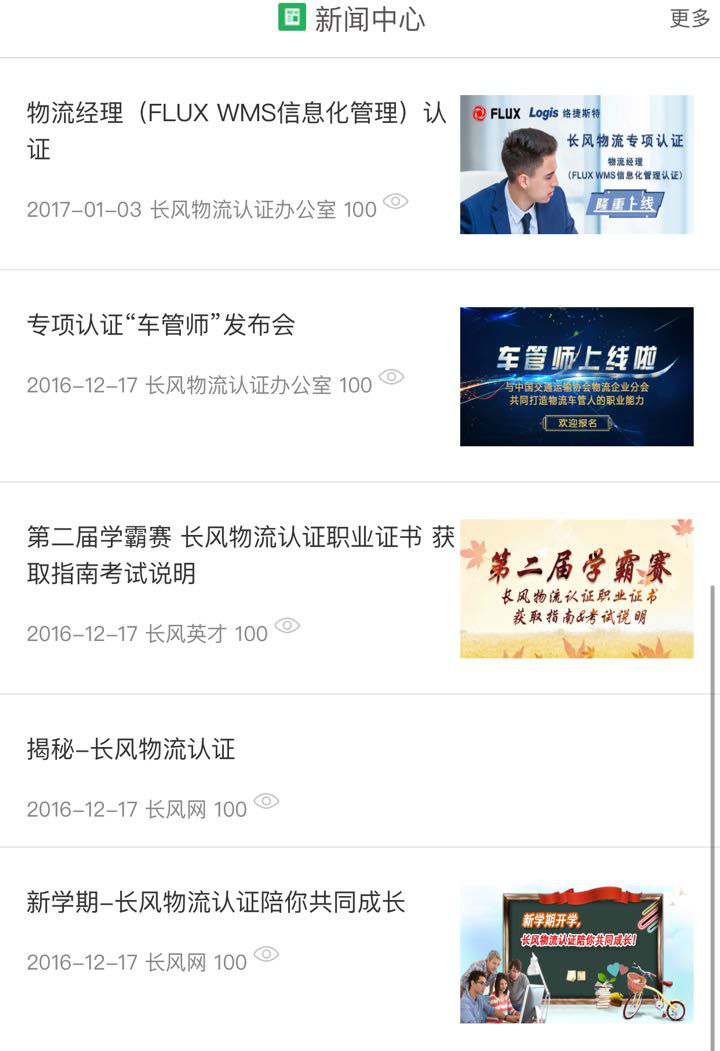 新闻中心
更多
物流经理（FLUX WMS信息化管理）认
证
2017-01-03 长风物流认证办公室 100
FLUX Logis 络捷斯特
长风物流专项认证
物流经理
（FLUX WMS信息化管理认证）
隆重上线
专项认证“车管师”发布会
2016-12-17 长风物流认证办公室 100
车管师上线啦
与中国交通运输协会物流企业分会
共同打造物流车管人的职业能力
欢迎报名
第二届学霸赛 长风物流认证职业证书 获
取指南考试说明
2016-12-17 长风英才 100
第二届学霸赛
长风物流认证职业证书
获取指南&考试说明
揭秘-长风物流认证
2016-12-17 长风网 100
新学期-长风物流认证陪你共同成长
2016-12-17 长风网 100
新学期开学，
长风物流认证陪你共同成长！